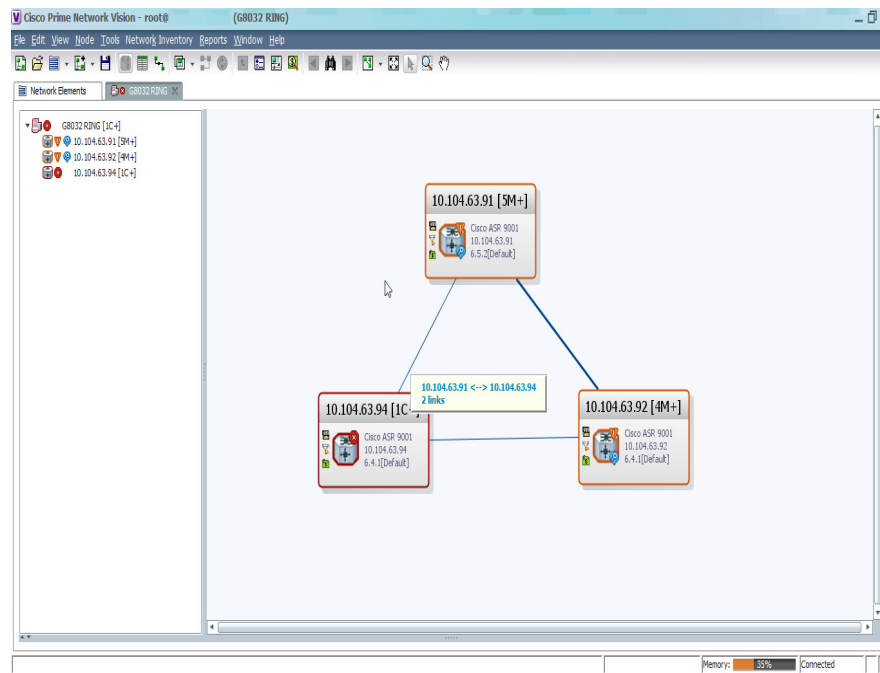 Cisco Prime Network Vision - root@ (G8032 RING)
File Edit View Node Tools Network Inventory Reports Window Help
Network Elements
G8032 RING
G8032 RING [1C+]
10.104.63.91 [5M+]
10.104.63.92 [4M+]
10.104.63.94 [1C+]
10.104.63.91 [5M+]
Cisco ASR 9001
10.104.63.91
6.5.2[Default]
10.104.63.91 <--> 10.104.63.94
2 links
10.104.63.94 [1C+]
Cisco ASR 9001
10.104.63.94
6.4.1[Default]
10.104.63.92 [4M+]
Cisco ASR 9001
10.104.63.92
6.4.1[Default]
Memory: 35% Connected